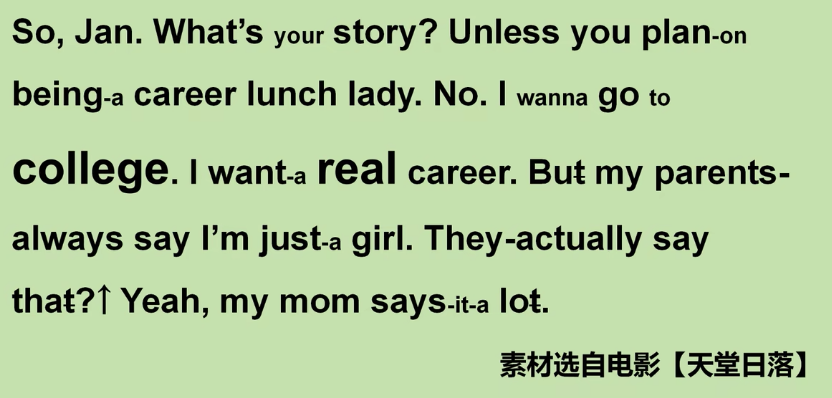 So, Jan. What’s your story? Unless you plan-on
being-a career lunch lady. No. I wanna go to
college. I want-a real career. But my parents-
always say I’m just-a girl. They-actually say
that?↑ Yeah, my mom says-it-a lot.
素材选自电影【天堂日落】